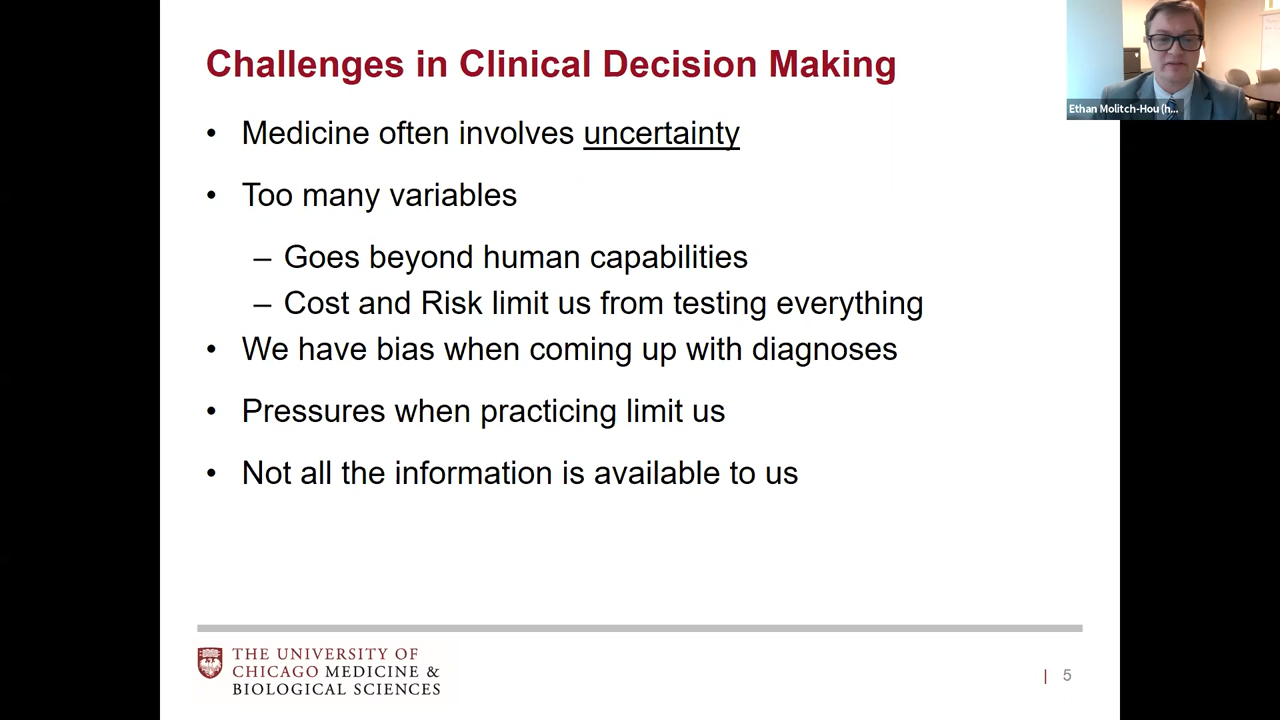 Challenges in Clinical Decision Making
Ethan Molitch-Hou (h...
• Medicine often involves uncertainty
• Too many variables
– Goes beyond human capabilities
– Cost and Risk limit us from testing everything
• We have bias when coming up with diagnoses
• Pressures when practicing limit us
• Not all the information is available to us
THE UNIVERSITY OF
CHICAGO MEDICINE &
BIOLOGICAL SCIENCES
| 5